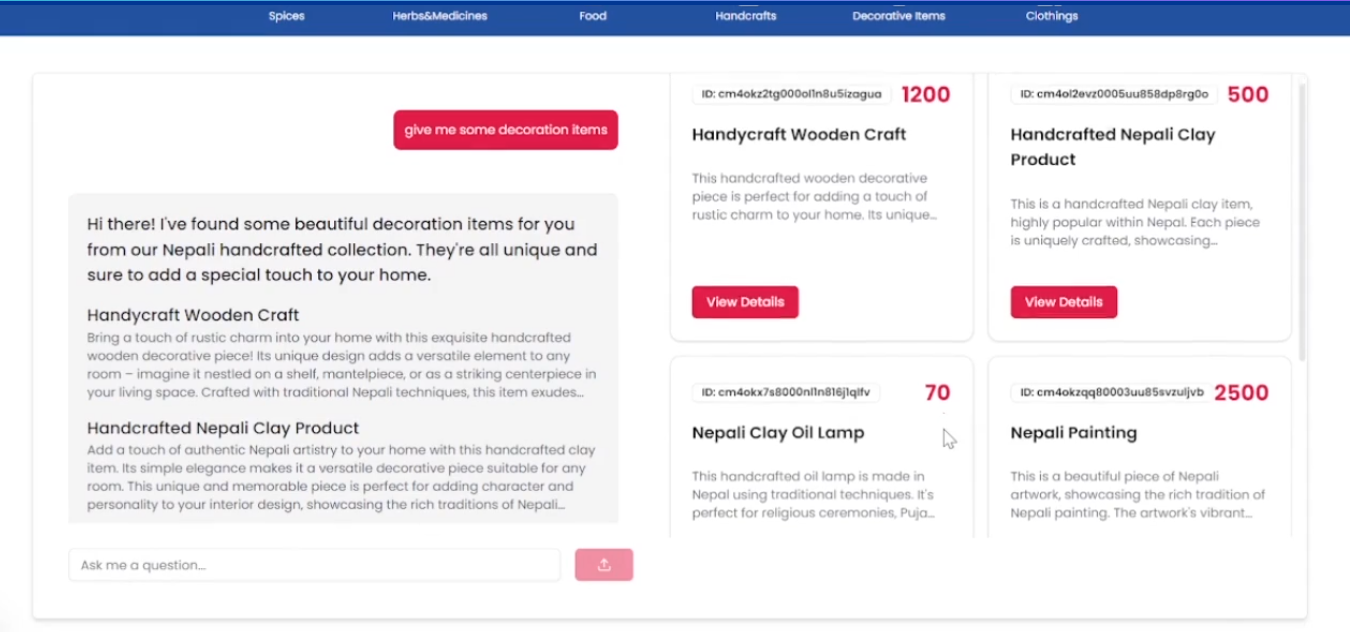 Spices Herbs&Medicines Food Handcrafts Decorative Items Clothings
give me some decoration items
Hi there! I've found some beautiful decoration items for you
from our Nepali handcrafted collection. They're all unique and
sure to add a special touch to your home.
Handycraft Wooden Craft
Bring a touch of rustic charm into your home with this exquisite handcrafted
wooden decorative piece! Its unique design adds a versatile element to any
room – imagine it nestled on a shelf, mantelpiece, or as a striking centerpiece in
your living space. Crafted with traditional Nepali techniques, this item exudes...
Handcrafted Nepali Clay Product
Add a touch of authentic Nepali artistry to your home with this handcrafted clay
item. Its simple elegance makes it a versatile decorative piece suitable for any
room. This unique and memorable piece is perfect for adding character and
personality to your interior design, showcasing the rich traditions of Nepali...
Ask me a question...
ID: cm4okz2tg000ol1n8u5izagua 1200
Handycraft Wooden Craft
This handcrafted wooden decorative
piece is perfect for adding a touch of
rustic charm to your home. Its unique...
View Details
ID: cm4ol2evz0005uu858dp8rg0o 500
Handcrafted Nepali Clay
Product
This is a handcrafted Nepali clay item,
highly popular within Nepal. Each piece
is uniquely crafted, showcasing...
View Details
ID: cm4okx7s8000nl1n816j1qlfv 70
Nepali Clay Oil Lamp
This handcrafted oil lamp is made in
Nepal using traditional techniques. It's
perfect for religious ceremonies, Puja...
ID: cm4okzqq80003uu85svzuljvb 2500
Nepali Painting
This is a beautiful piece of Nepali
artwork, showcasing the rich tradition of
Nepali painting. The artwork's vibrant...